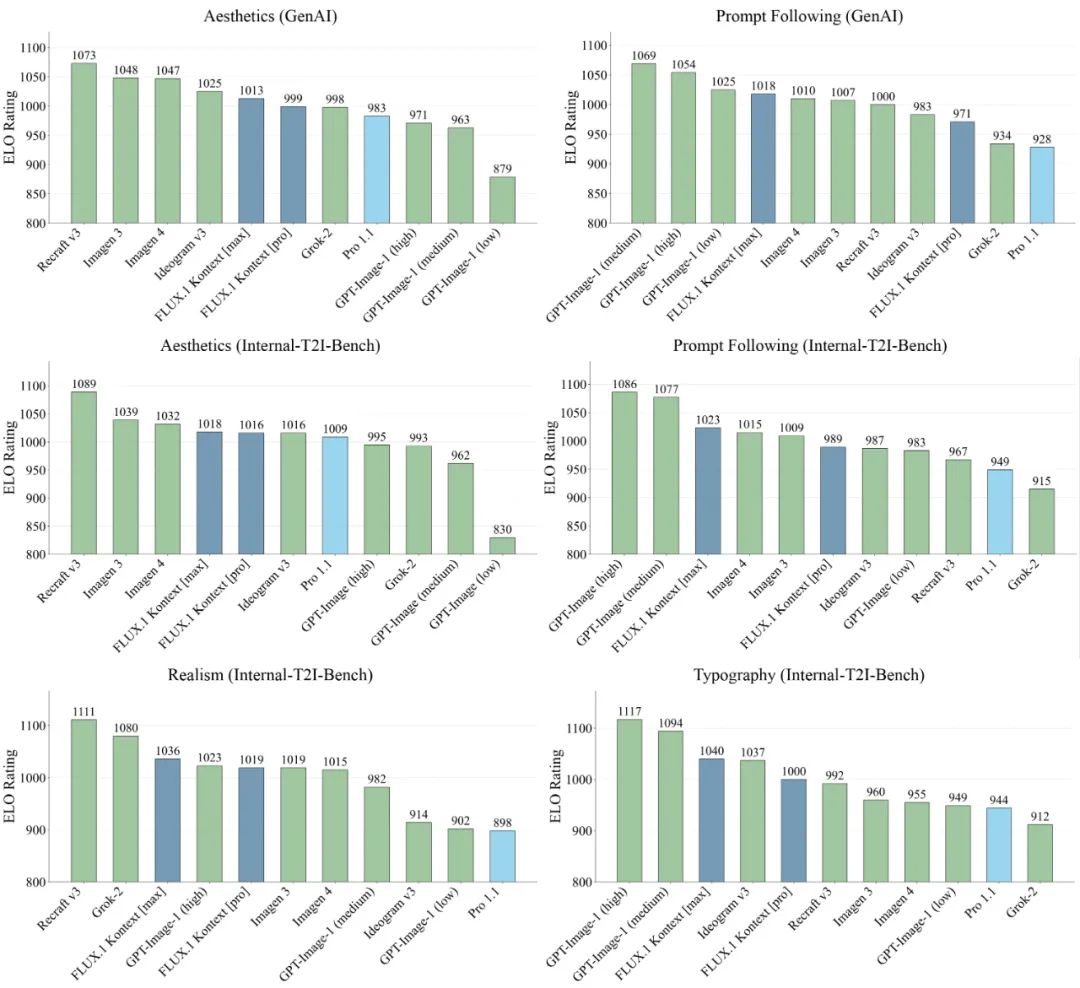 Aesthetics (GenAI)
ELO Rating
1100
1050
1000
950
900
850
800
1073
1048
1047
1025
1013
999
998
983
971
963
879
Recraft v3
Imagen 3
Imagen 4
Ideogram v3
FLUX.1 Kontext [max]
FLUX.1 Kontext [pro]
Grok-2
Pro 1.1
GPT-Image-1 (high)
GPT-Image-1 (medium)
GPT-Image-1 (low)
Prompt Following (GenAI)
ELO Rating
1100
1050
1000
950
900
850
800
1069
1054
1025
1018
1010
1007
1000
983
971
934
928
GPT-Image-1 (medium)
GPT-Image-1 (high)
GPT-Image-1 (low)
FLUX.1 Kontext [max]
Imagen 4
Imagen 3
Recraft v3
Ideogram v3
FLUX.1 Kontext [pro]
Grok-2
Pro 1.1
Aesthetics (Internal-T2I-Bench)
ELO Rating
1100
1050
1000
950
900
850
800
1089
1039
1032
1018
1016
1016
1009
995
993
962
830
Recraft v3
Imagen 3
Imagen 4
FLUX.1 Kontext [max]
FLUX.1 Kontext [pro]
Ideogram v3
Pro 1.1
GPT-Image (high)
Grok-2
GPT-Image (medium)
GPT-Image (low)
Prompt Following (Internal-T2I-Bench)
ELO Rating
1100
1050
1000
950
900
850
800
1086
1077
1023
1015
1009
989
987
983
967
949
915
GPT-Image (high)
GPT-Image (medium)
FLUX.1 Kontext [max]
Imagen 4
Imagen 3
FLUX.1 Kontext [pro]
Ideogram v3
GPT-Image (low)
Recraft v3
Pro 1.1
Grok-2
Realism (Internal-T2I-Bench)
ELO Rating
1100
1000
900
800
1111
1080
1036
1023
1019
1019
1015
982
914
902
898
Recraft v3
Grok-2
FLUX.1 Kontext [max]
GPT-Image-1 (high)
FLUX.1 Kontext [pro]
Imagen 3
Imagen 4
GPT-Image-1 (medium)
Ideogram v3
GPT-Image-1 (low)
Pro 1.1
Typography (Internal-T2I-Bench)
ELO Rating
1100
1000
900
800
1117
1094
1040
1037
1000
992
960
955
949
944
912
GPT-Image-1 (high)
GPT-Image-1 (medium)
FLUX.1 Kontext [max]
Ideogram v3
FLUX.1 Kontext [pro]
Recraft v3
Imagen 3
Imagen 4
GPT-Image-1 (low)
Pro 1.1
Grok-2